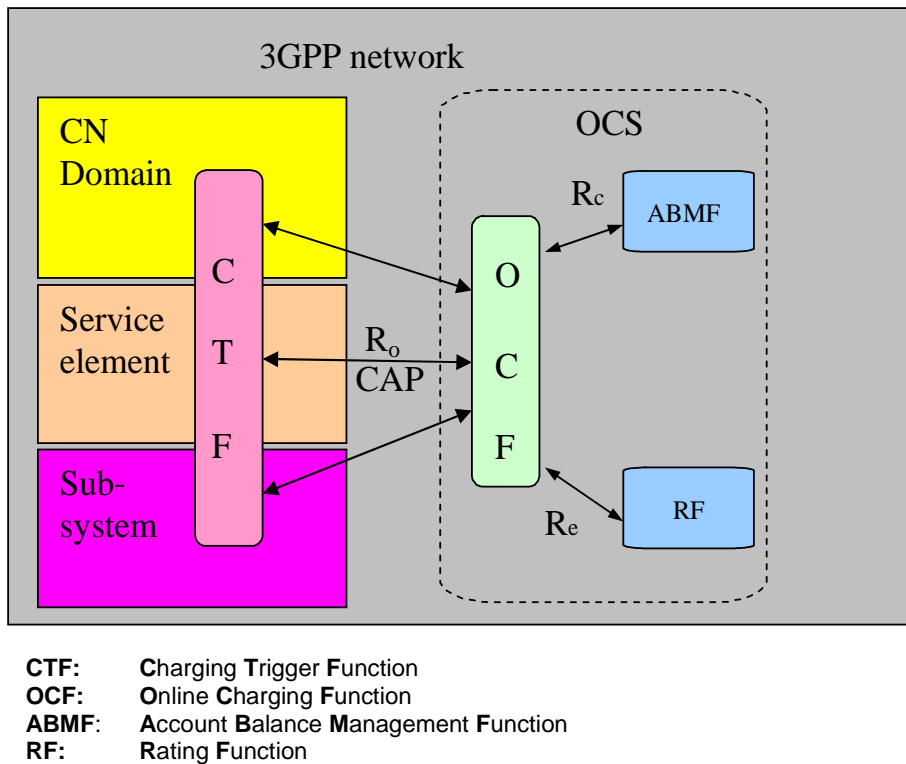 3GPP network
CN
Domain
Service
element
Sub-
system
C
T
F
Ro
CAP
OCS
O
C
F
Rc
ABMF
Re
RF
CTF: Charging Trigger Function
OCF: Online Charging Function
ABMF: Account Balance Management Function
RF: Rating Function